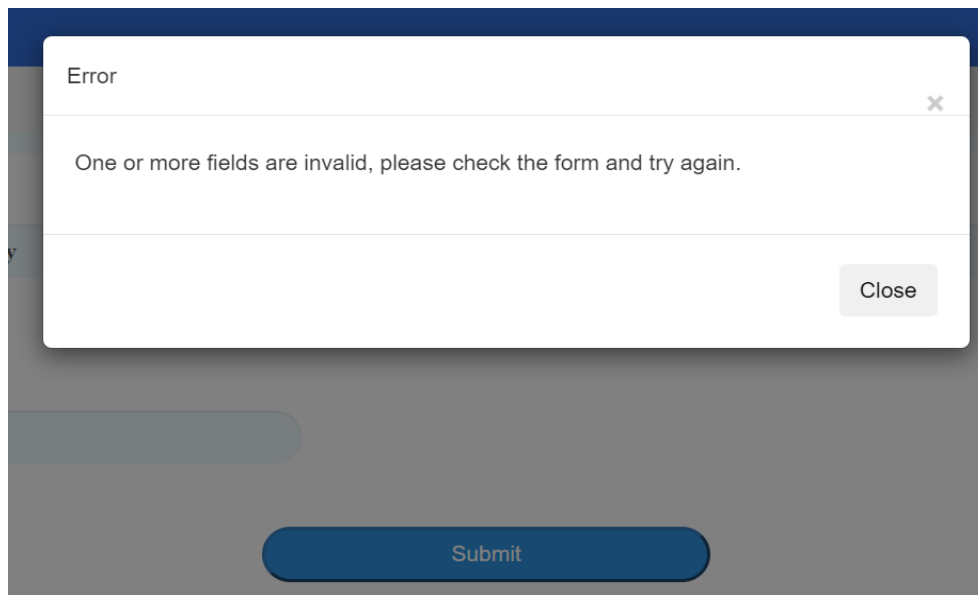 Error
×
One or more fields are invalid, please check the form and try again.
y
Close
Submit